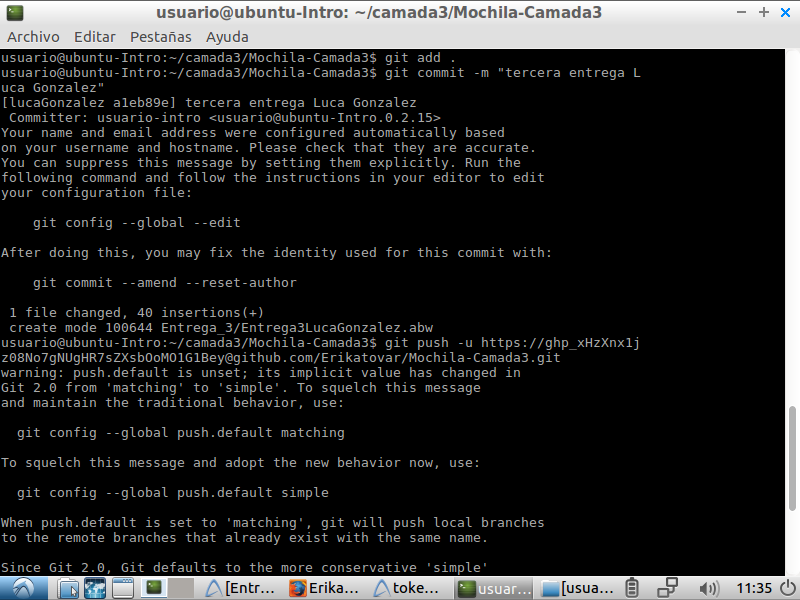 usuario@ubuntu-Intro: ~/camada3/Mochila-Camada3
Archivo Editar Pestañas Ayuda
usuario@ubuntu-Intro:~/camada3/Mochila-Camada3$ git add .
usuario@ubuntu-Intro:~/camada3/Mochila-Camada3$ git commit -m "tercera entrega L
uca Gonzalez"
[lucaGonzalez a1eb89e] tercera entrega Luca Gonzalez
 Committer: usuario-intro <usuario@ubuntu-Intro.0.2.15>
Your name and email address were configured automatically based
on your username and hostname. Please check that they are accurate.
You can suppress this message by setting them explicitly. Run the
following command and follow the instructions in your editor to edit
your configuration file:

    git config --global --edit

After doing this, you may fix the identity used for this commit with:

    git commit --amend --reset-author

 1 file changed, 40 insertions(+)
 create mode 100644 Entrega_3/Entrega3LucaGonzalez.abw
usuario@ubuntu-Intro:~/camada3/Mochila-Camada3$ git push -u https://ghp_xHzXnx1j
z08No7gNUgHR7sZXsbOoMO1G1Bey@github.com/Erikatovar/Mochila-Camada3.git
warning: push.default is unset; its implicit value has changed in
Git 2.0 from 'matching' to 'simple'. To squelch this message
and maintain the traditional behavior, use:

  git config --global push.default matching

To squelch this message and adopt the new behavior now, use:

  git config --global push.default simple

When push.default is set to 'matching', git will push local branches
to the remote branches that already exist with the same name.

Since Git 2.0, Git defaults to the more conservative 'simple'
[Entr... Erika... toke... usuar... [usua... 11:35